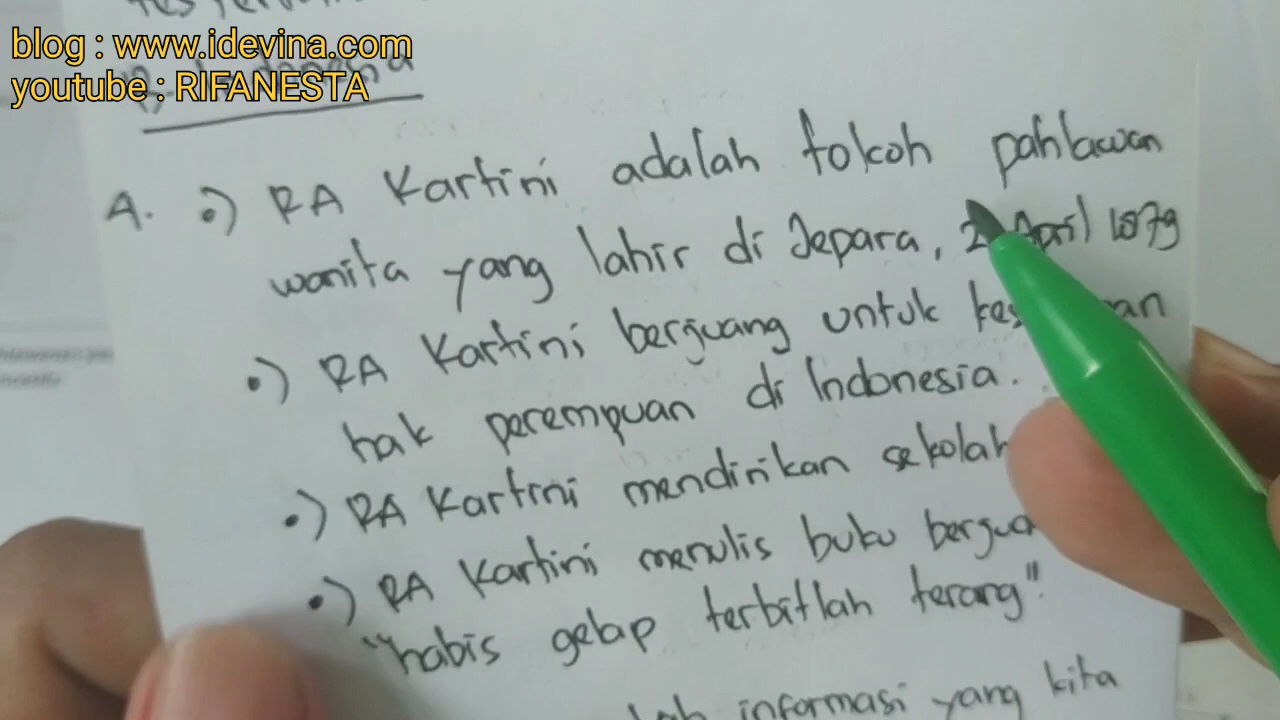 blog : www.idevina.com
youtube : RIFANESTA
A. •) RA Kartini adalah tokoh pahlawan
wanita yang lahir di Jepara, April 1879
•) RA Kartini berjuang untuk
hak perempuan di Indonesia.
•) RA Kartini mendirikan sekolah
•) RA Kartini menulis buku
"habis gelap terbitlah terang".
informasi yang kita